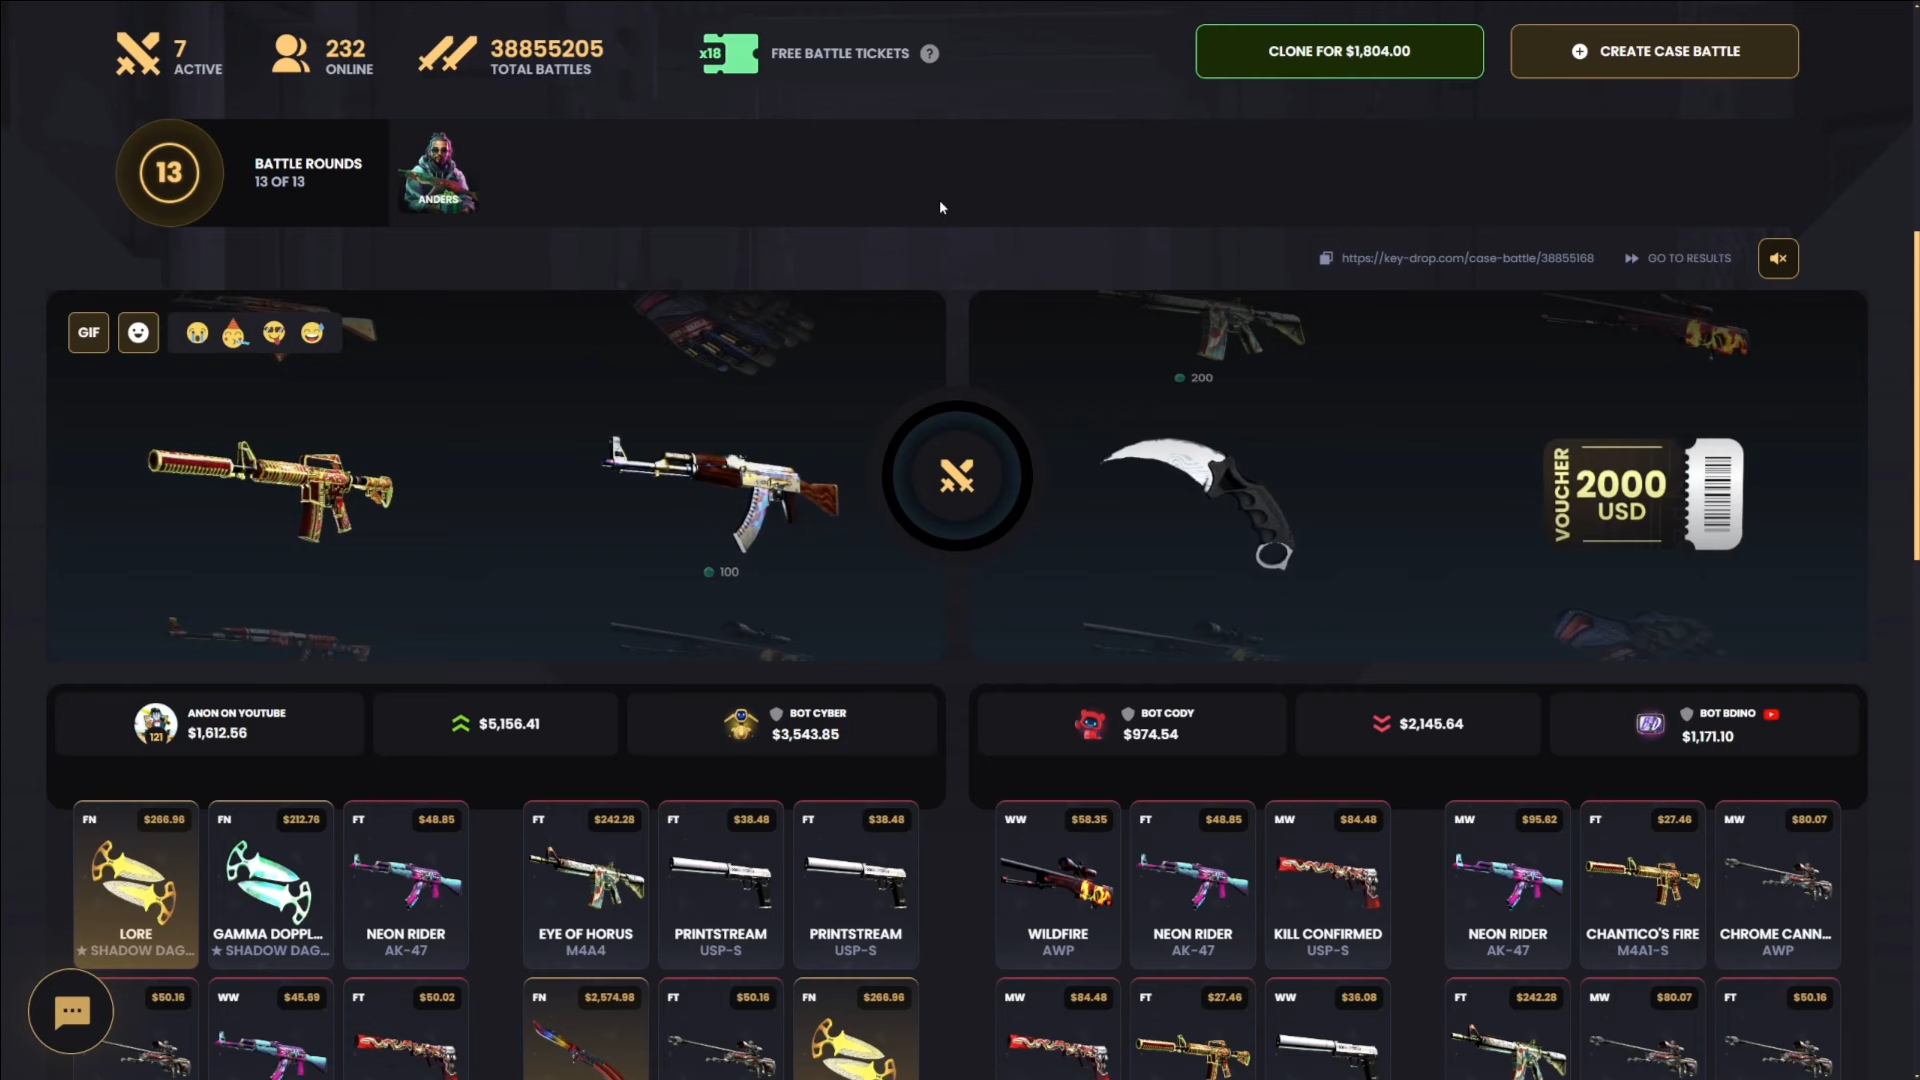 7
ACTIVE
232
ONLINE
38855205
TOTAL BATTLES
x18
FREE BATTLE TICKETS ?
CLONE FOR $1,804.00
CREATE CASE BATTLE
13
BATTLE ROUNDS
13 OF 13
ANDERS
https://key-drop.com/case-battle/38855168
GO TO RESULTS
GIF
200
100
VOUCHER
2000
USD
121
ANON ON YOUTUBE
$1,612.56
$5,156.41
BOT CYBER
$3,543.85
BOT CODY
$974.54
$2,145.64
BOT BDINO
$1,171.10
FN $266.96
LORE
★ SHADOW DAG...
FN $212.76
GAMMA DOPPL...
★ SHADOW DAG...
FT $48.85
NEON RIDER
AK-47
FT $242.28
EYE OF HORUS
M4A4
FT $38.48
PRINTSTREAM
USP-S
FT $38.48
PRINTSTREAM
USP-S
WW $58.35
WILDFIRE
AWP
FT $48.85
NEON RIDER
AK-47
MW $84.48
KILL CONFIRMED
USP-S
MW $95.62
NEON RIDER
AK-47
FT $27.46
CHANTICO'S FIRE
M4A1-S
MW $80.07
CHROME CANN...
AWP
$50.16
WW $45.69
FT $50.02
FN $2,574.98
FT $50.16
FN $266.96
MW $84.48
FT $27.46
WW $36.08
FT $242.28
MW $80.07
FT $50.16